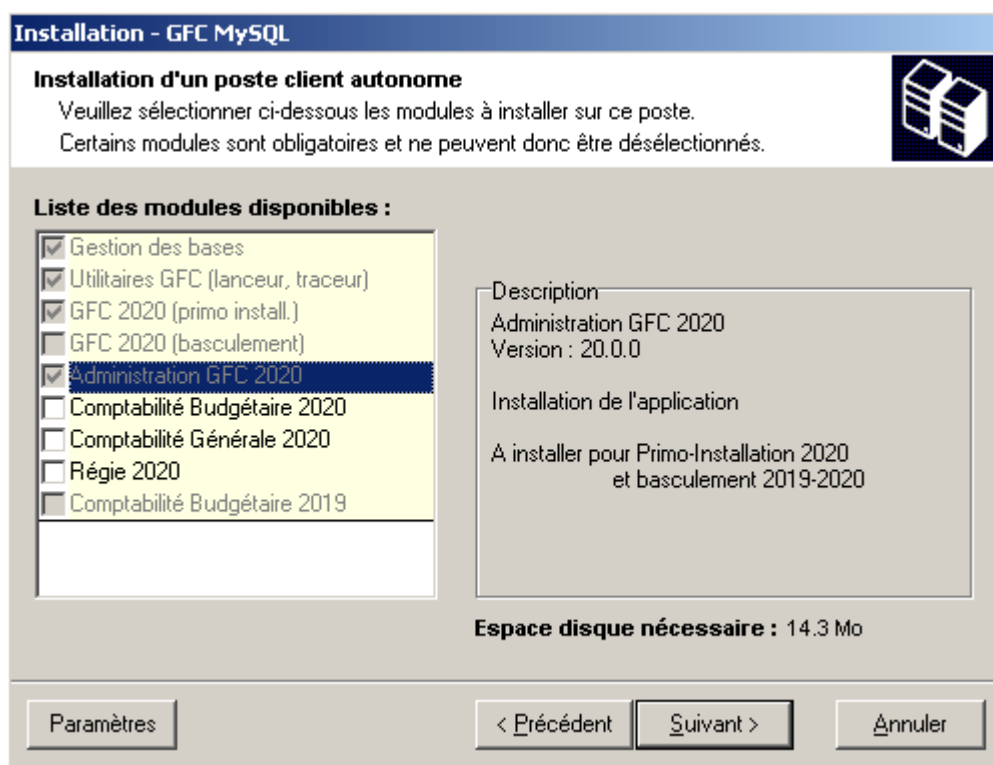 Installation - GFC MySQL
Installation d'un poste client autonome
Veuillez sélectionner ci-dessous les modules à installer sur ce poste.
Certains modules sont obligatoires et ne peuvent donc être désélectionnés.
Liste des modules disponibles :
Gestion des bases
Utilitaires GFC (lanceur, traceur)
GFC 2020 (primo install.)
GFC 2020 (basculement)
Administration GFC 2020
Comptabilité Budgétaire 2020
Comptabilité Générale 2020
Régie 2020
Comptabilité Budgétaire 2019
Description
Administration GFC 2020
Version : 20.0.0
Installation de l'application
A installer pour Primo-Installation 2020
et basculement 2019-2020
Espace disque nécessaire : 14.3 Mo
Paramètres
< Précédent
Suivant >
Annuler